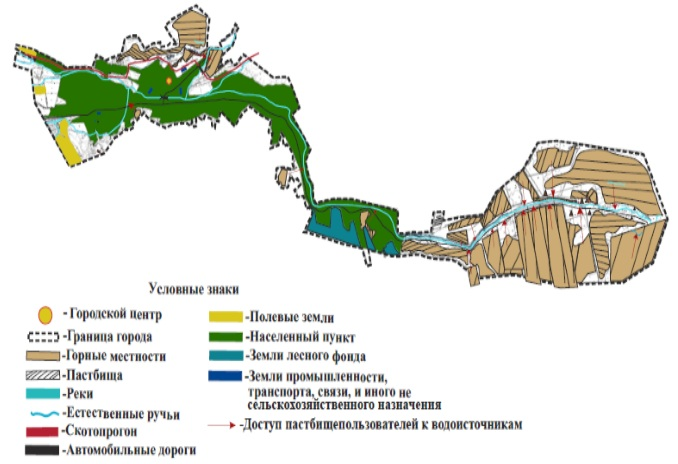 Условные знаки
-Городской центр
-Граница города
-Горные местности
-Пастбища
-Реки
-Естественные ручьи
-Скотопрогон
-Автомобильные дороги
-Полевые земли
-Населенный пункт
-Земли лесного фонда
-Земли промышленности,
транспорта, связи, и иного не
сельскохозяйственного назначения
-Доступ пастбищепользователей к водоисточникам